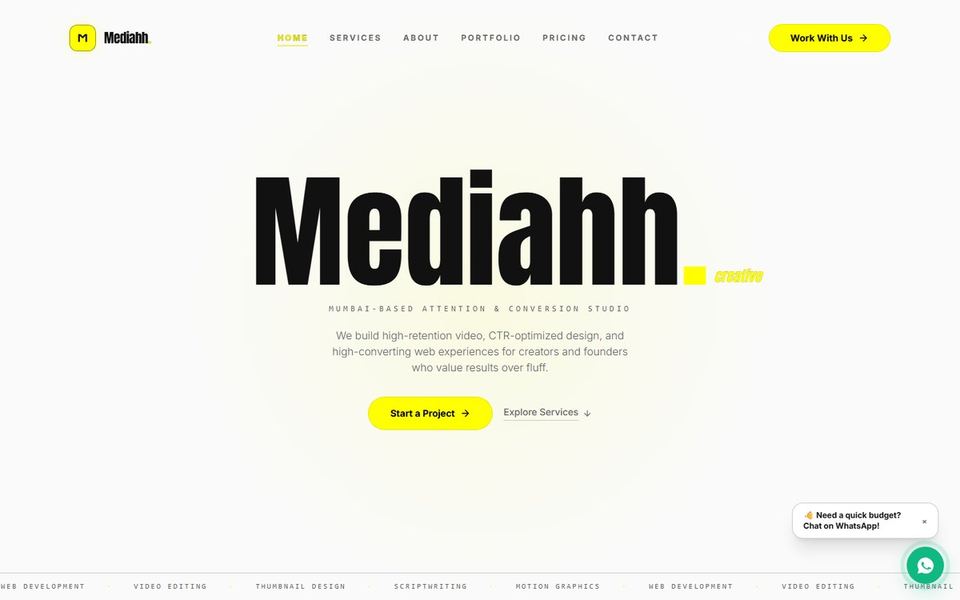 M Mediahh.
HOME SERVICES ABOUT PORTFOLIO PRICING CONTACT
Work With Us →
Mediahh. creative
MUMBAI-BASED ATTENTION & CONVERSION STUDIO
We build high-retention video, CTR-optimized design, and
high-converting web experiences for creators and founders
who value results over fluff.
Start a Project →
Explore Services ↓
🤙 Need a quick budget?
Chat on WhatsApp!
×
WEB DEVELOPMENT · VIDEO EDITING · THUMBNAIL DESIGN · SCRIPTWRITING · MOTION GRAPHICS · WEB DEVELOPMENT · VIDEO EDITING · THUMBNAIL